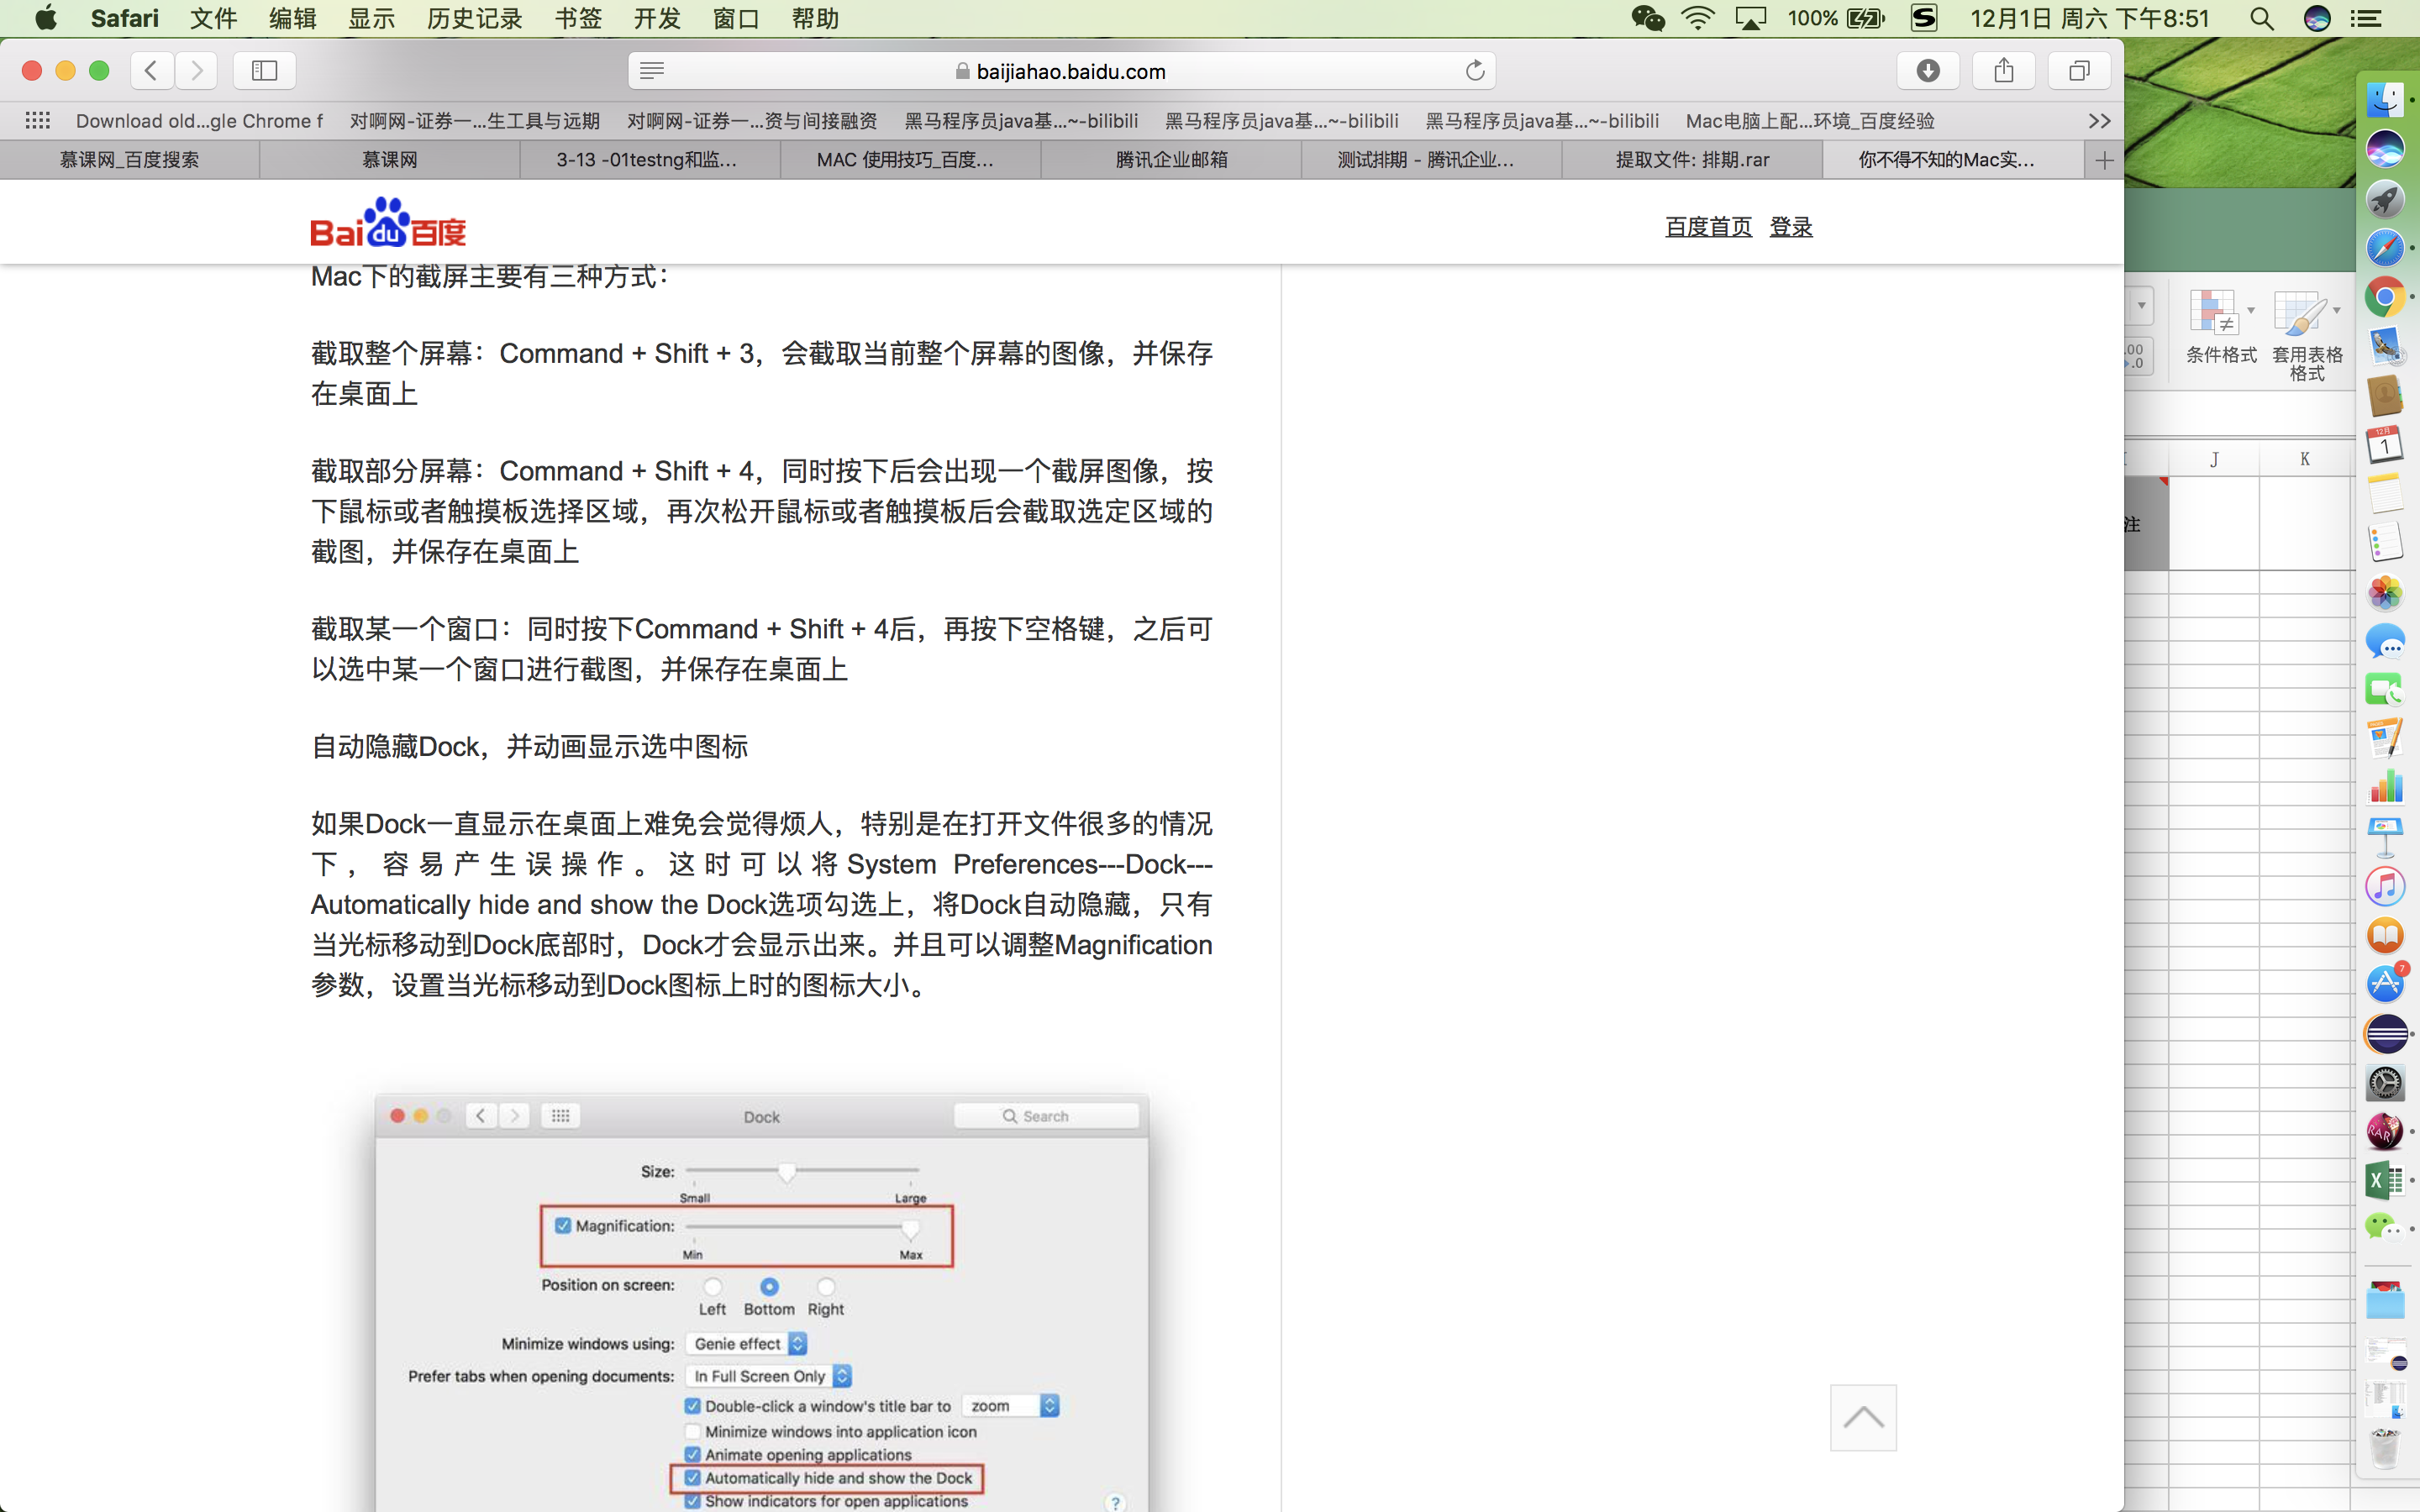 Safari 文件 编辑 显示 历史记录 书签 开发 窗口 帮助 100% 12月1日 周六 下午8:51
baijiahao.baidu.com
Download old...gle Chrome f 对啊网-证券一...生工具与远期 对啊网-证券一...资与间接融资 黑马程序员java基...~-bilibili 黑马程序员java基...~-bilibili 黑马程序员java基...~-bilibili Mac电脑上配...环境_百度经验
慕课网_百度搜索 慕课网 3-13 -01testng和监... MAC 使用技巧_百度... 腾讯企业邮箱 测试排期 - 腾讯企业... 提取文件: 排期.rar 你不得不知的Mac实...
Bai du 百度 百度首页 登录
Mac下的截屏主要有三种方式：
截取整个屏幕：Command + Shift + 3，会截取当前整个屏幕的图像，并保存
在桌面上
截取部分屏幕：Command + Shift + 4，同时按下后会出现一个截屏图像，按
下鼠标或者触摸板选择区域，再次松开鼠标或者触摸板后会截取选定区域的
截图，并保存在桌面上
截取某一个窗口：同时按下Command + Shift + 4后，再按下空格键，之后可
以选中某一个窗口进行截图，并保存在桌面上
自动隐藏Dock，并动画显示选中图标
如果Dock一直显示在桌面上难免会觉得烦人，特别是在打开文件很多的情况
下，容易产生误操作。这时可以将System Preferences---Dock---
Automatically hide and show the Dock选项勾选上，将Dock自动隐藏，只有
当光标移动到Dock底部时，Dock才会显示出来。并且可以调整Magnification
参数，设置当光标移动到Dock图标上时的图标大小。
Dock Search
Size:
Small Large
Magnification:
Min Max
Position on screen:
Left Bottom Right
Minimize windows using: Genie effect
Prefer tabs when opening documents: In Full Screen Only
Double-click a window's title bar to zoom
Minimize windows into application icon
Animate opening applications
Automatically hide and show the Dock
Show indicators for open applications ?
条件格式 套用表格
格式
.00
.0
J K
注
12月
1
7
RAR
X